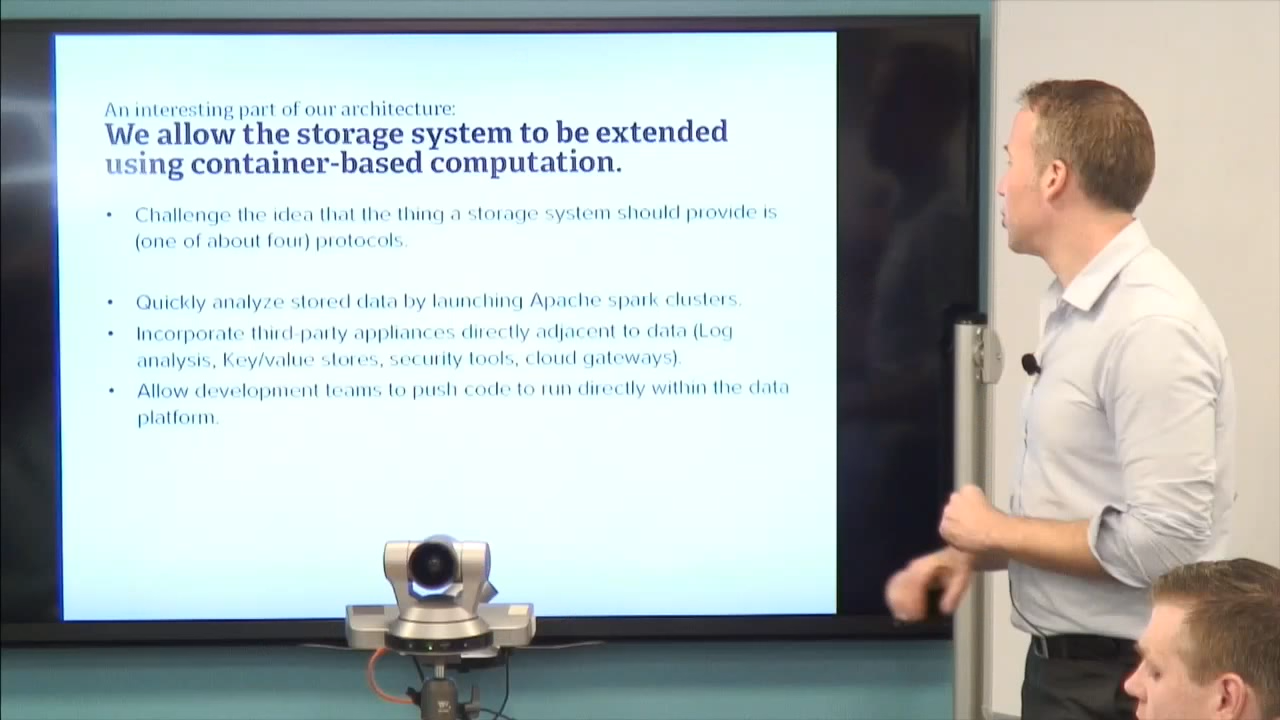 An interesting part of our architecture:
We allow the storage system to be extended
using container-based computation.
• Challenge the idea that the thing a storage system should provide is
(one of about four) protocols.
• Quickly analyze stored data by launching Apache spark clusters.
• Incorporate third-party appliances directly adjacent to data (Log
analysis, Key/value stores, security tools, cloud gateways).
• Allow development teams to push code to run directly within the data
platform.